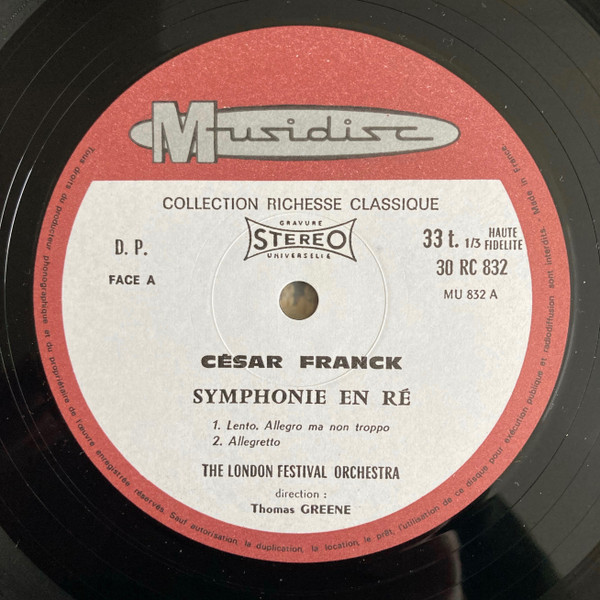 Musidisc
COLLECTION RICHESSE CLASSIQUE
GRAVURE
STEREO
UNIVERSELLE
D. P.
FACE A
33 t. 1/3 HAUTE FIDELITE
30 RC 832
MU 832 A
CÉSAR FRANCK
SYMPHONIE EN RÉ
1. Lento. Allegro ma non troppo
2. Allegretto
THE LONDON FESTIVAL ORCHESTRA
direction :
Thomas GREENE
Tous droits du producteur phonographique et du propriétaire de l'œuvre enregistrée réservés. Sauf autorisation, la duplication, la location, le prêt, l'utilisation de ce disque pour exécution publique et radiodiffusion sont interdits - Made in France.